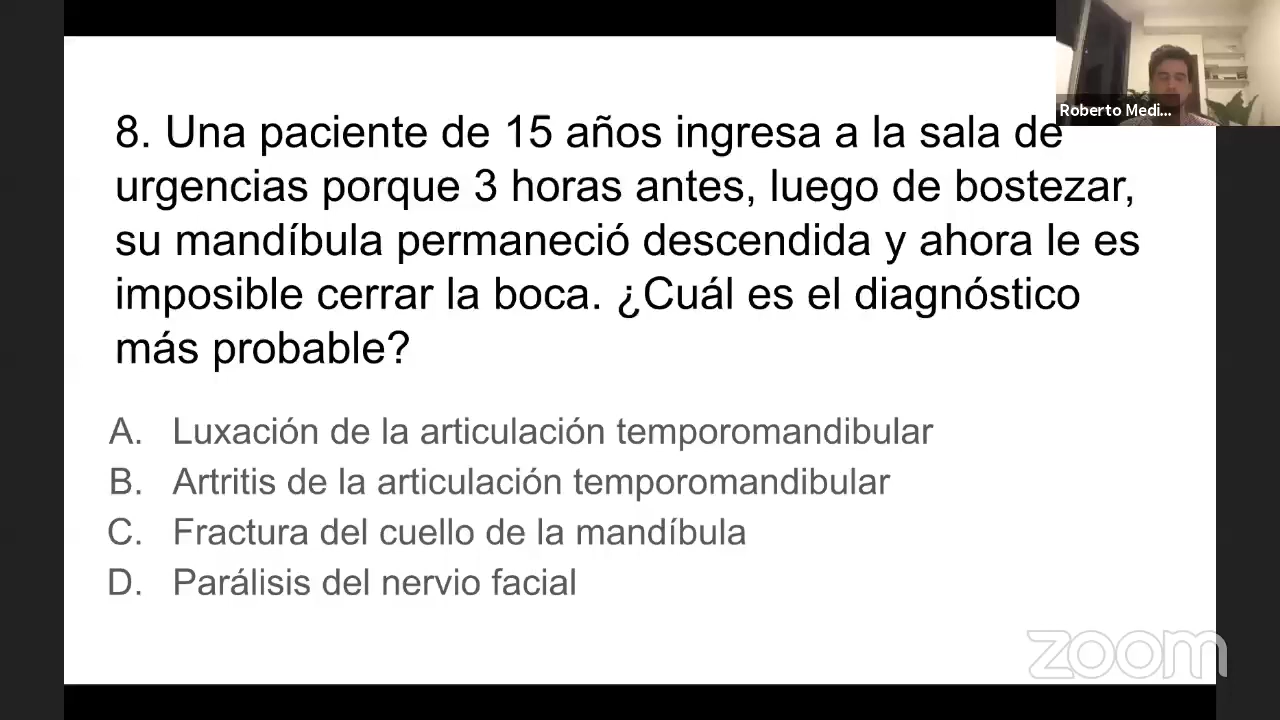 Roberto Medi...
8. Una paciente de 15 años ingresa a la sala de
urgencias porque 3 horas antes, luego de bostezar,
su mandíbula permaneció descendida y ahora le es
imposible cerrar la boca. ¿Cuál es el diagnóstico
más probable?
A. Luxación de la articulación temporomandibular
B. Artritis de la articulación temporomandibular
C. Fractura del cuello de la mandíbula
D. Parálisis del nervio facial
zoom